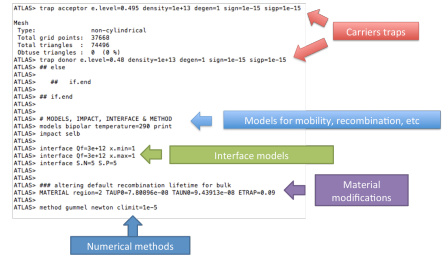 ATLAS> trap acceptor e.level=0.495 density=1e+13 degen=1 sign=1e-15 sigp=1e-15
Carriers traps
Mesh
Type: non-cylindrical
Total grid points: 37668
Total triangles : 74496
Obtuse triangles : 0 (0 %)
ATLAS> trap donor e.level=0.48 density=1e+13 degen=1 sign=1e-15 sigp=1e-15
ATLAS> ## else
ATLAS>
ATLAS> ## if.end
ATLAS>
ATLAS> ## if.end
ATLAS>
ATLAS>
ATLAS> # MODELS, IMPACT, INTERFACE & METHOD
ATLAS> models bipolar temperature=290 print
Models for mobility, recombination, etc
ATLAS> impact selb
ATLAS>
ATLAS> interface Qf=3e+12 x.min=1
ATLAS> interface Qf=3e+12 x.max=1
Interface models
ATLAS> interface S.N=5 S.P=5
ATLAS>
ATLAS>
ATLAS> ### altering default recombination lifetime for bulk
ATLAS> MATERIAL region=2 TAUP0=7.80896e-08 TAUN0=9.43913e-08 ETRAP=0.09
Material modifications
ATLAS>
ATLAS> method gummel newton climit=1e-5
Numerical methods